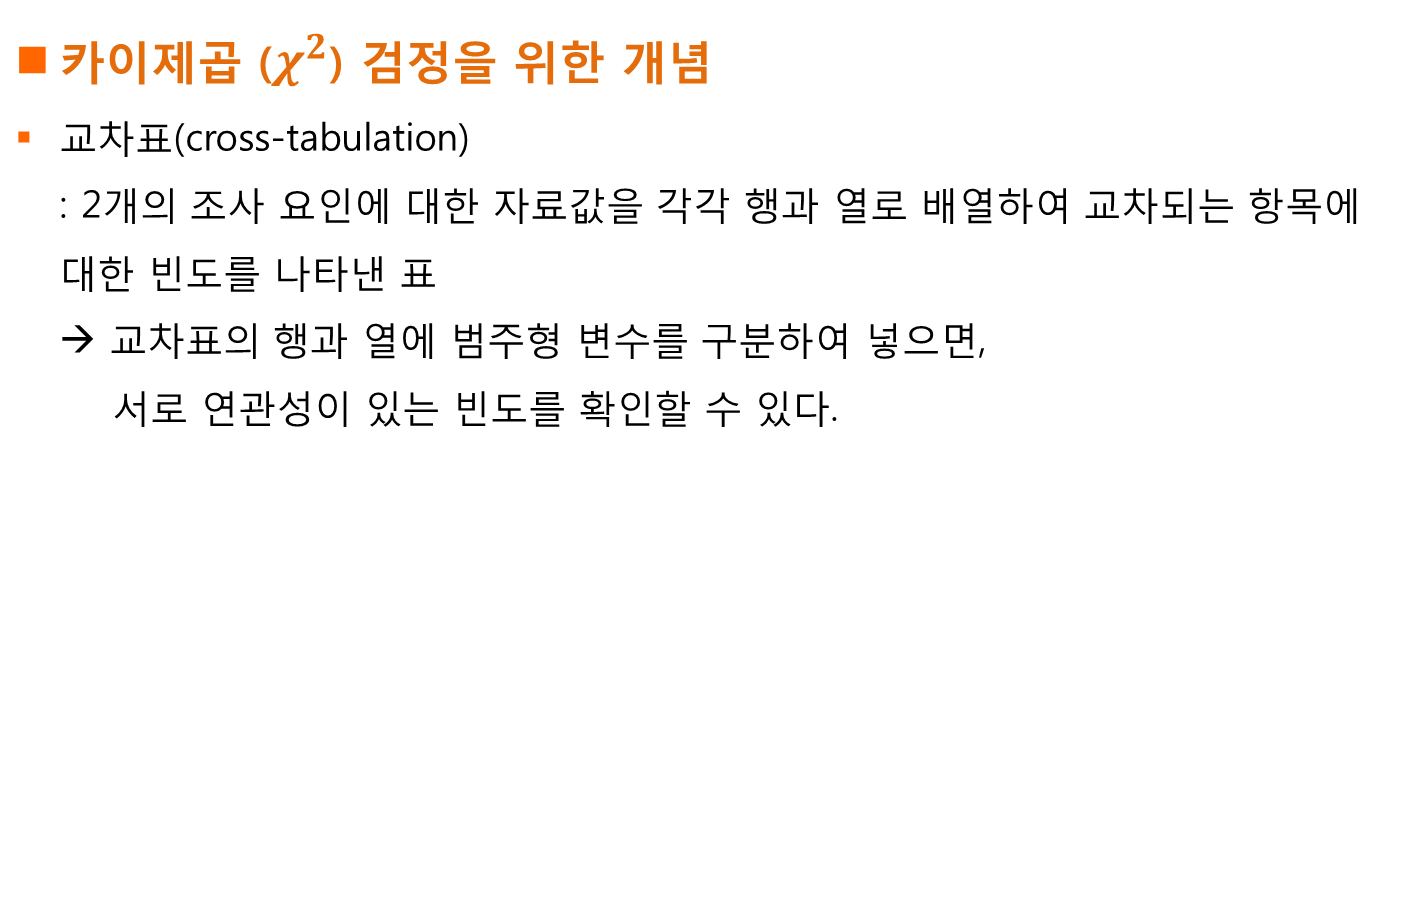 ■ 카이제곱 (χ²) 검정을 위한 개념
▪ 교차표(cross-tabulation)
: 2개의 조사 요인에 대한 자료값을 각각 행과 열로 배열하여 교차되는 항목에
대한 빈도를 나타낸 표
→ 교차표의 행과 열에 범주형 변수를 구분하여 넣으면,
서로 연관성이 있는 빈도를 확인할 수 있다.